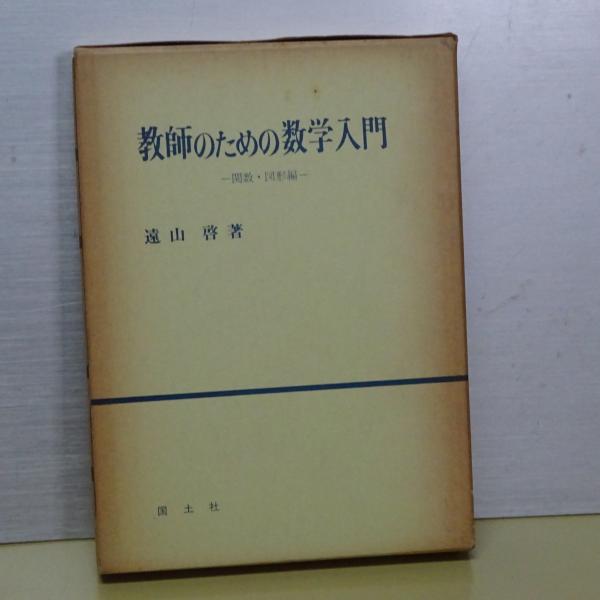 教師のための数学入門
―関数・図形編―
遠山 啓著
国土社